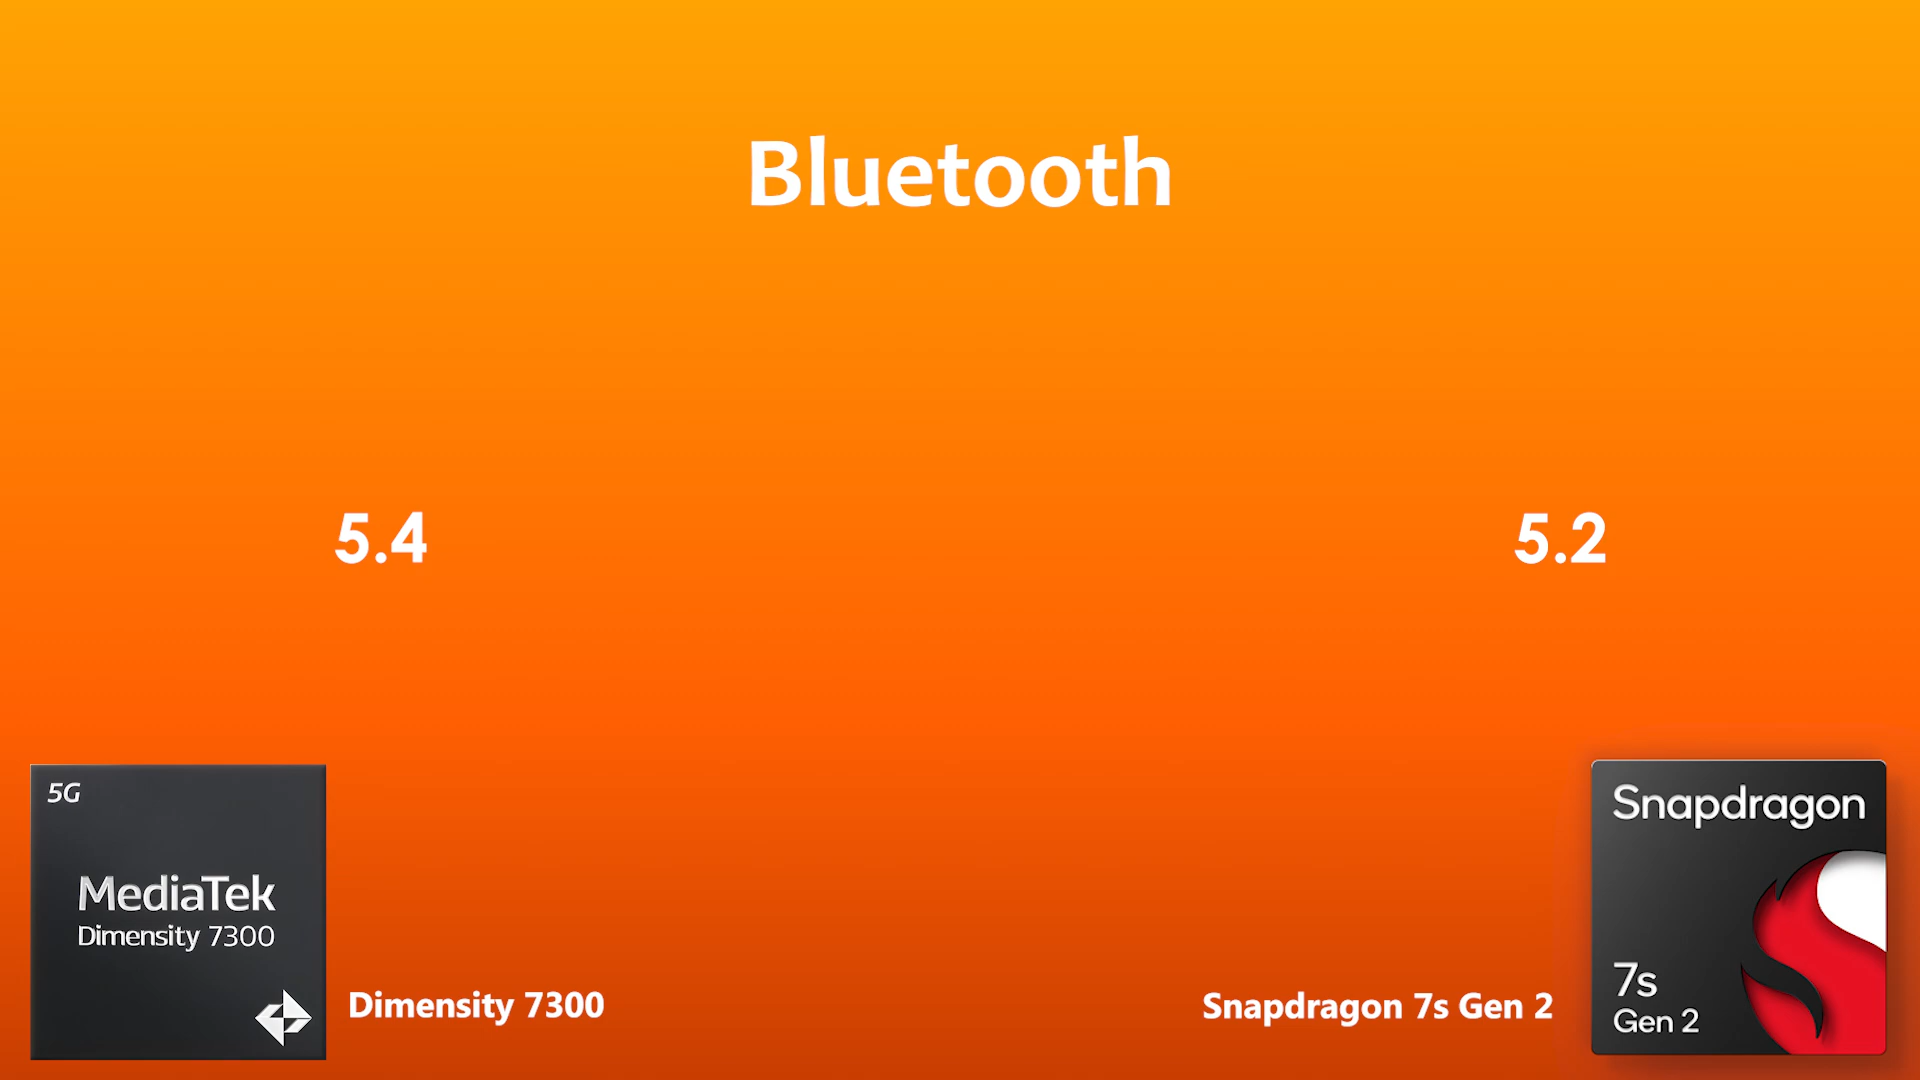 Bluetooth
5.4
5.2
5G
MediaTek
Dimensity 7300
Dimensity 7300
Snapdragon 7s Gen 2
Snapdragon
7s
Gen 2